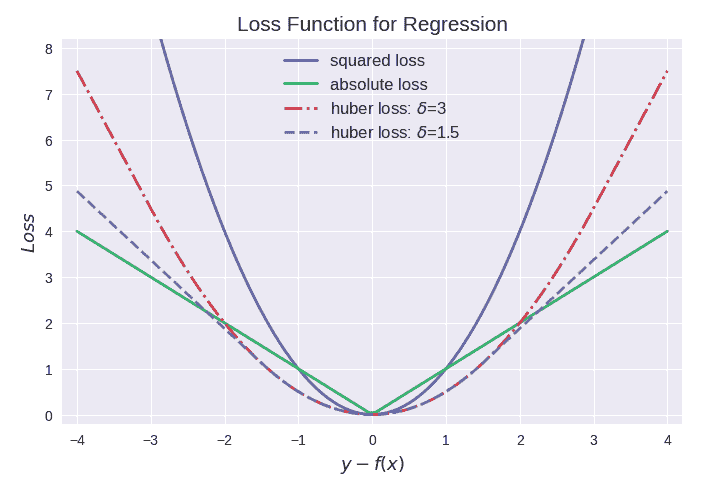 Loss Function for Regression
squared loss
absolute loss
huber loss: δ=3
huber loss: δ=1.5
8
7
6
5
4
3
2
1
0
Loss
−4 −3 −2 −1 0 1 2 3 4
y − f(x)